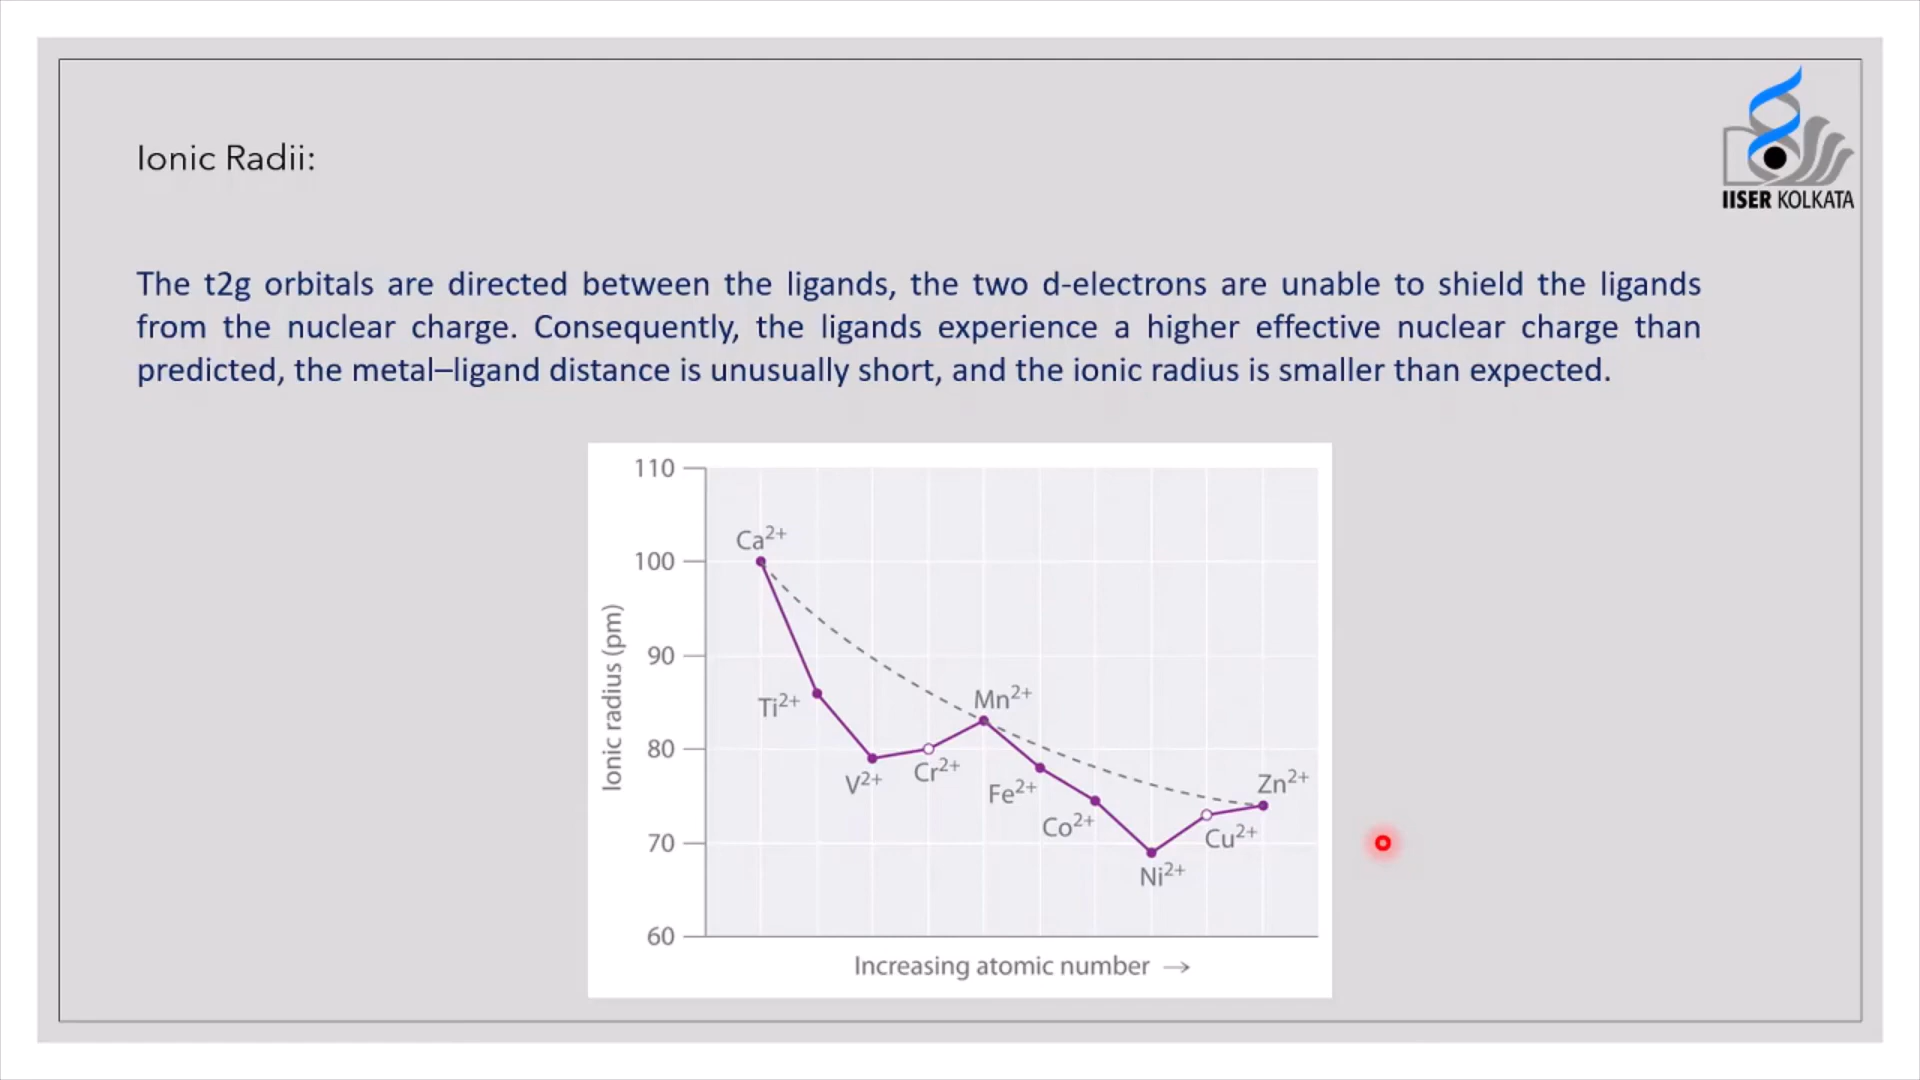 IISER KOLKATA
Ionic Radii:
The t2g orbitals are directed between the ligands, the two d-electrons are unable to shield the ligands
from the nuclear charge. Consequently, the ligands experience a higher effective nuclear charge than
predicted, the metal–ligand distance is unusually short, and the ionic radius is smaller than expected.
110
100
90
80
70
60
Ionic radius (pm)
Ca2+
Ti2+
V2+
Cr2+
Mn2+
Fe2+
Co2+
Ni2+
Cu2+
Zn2+
Increasing atomic number →